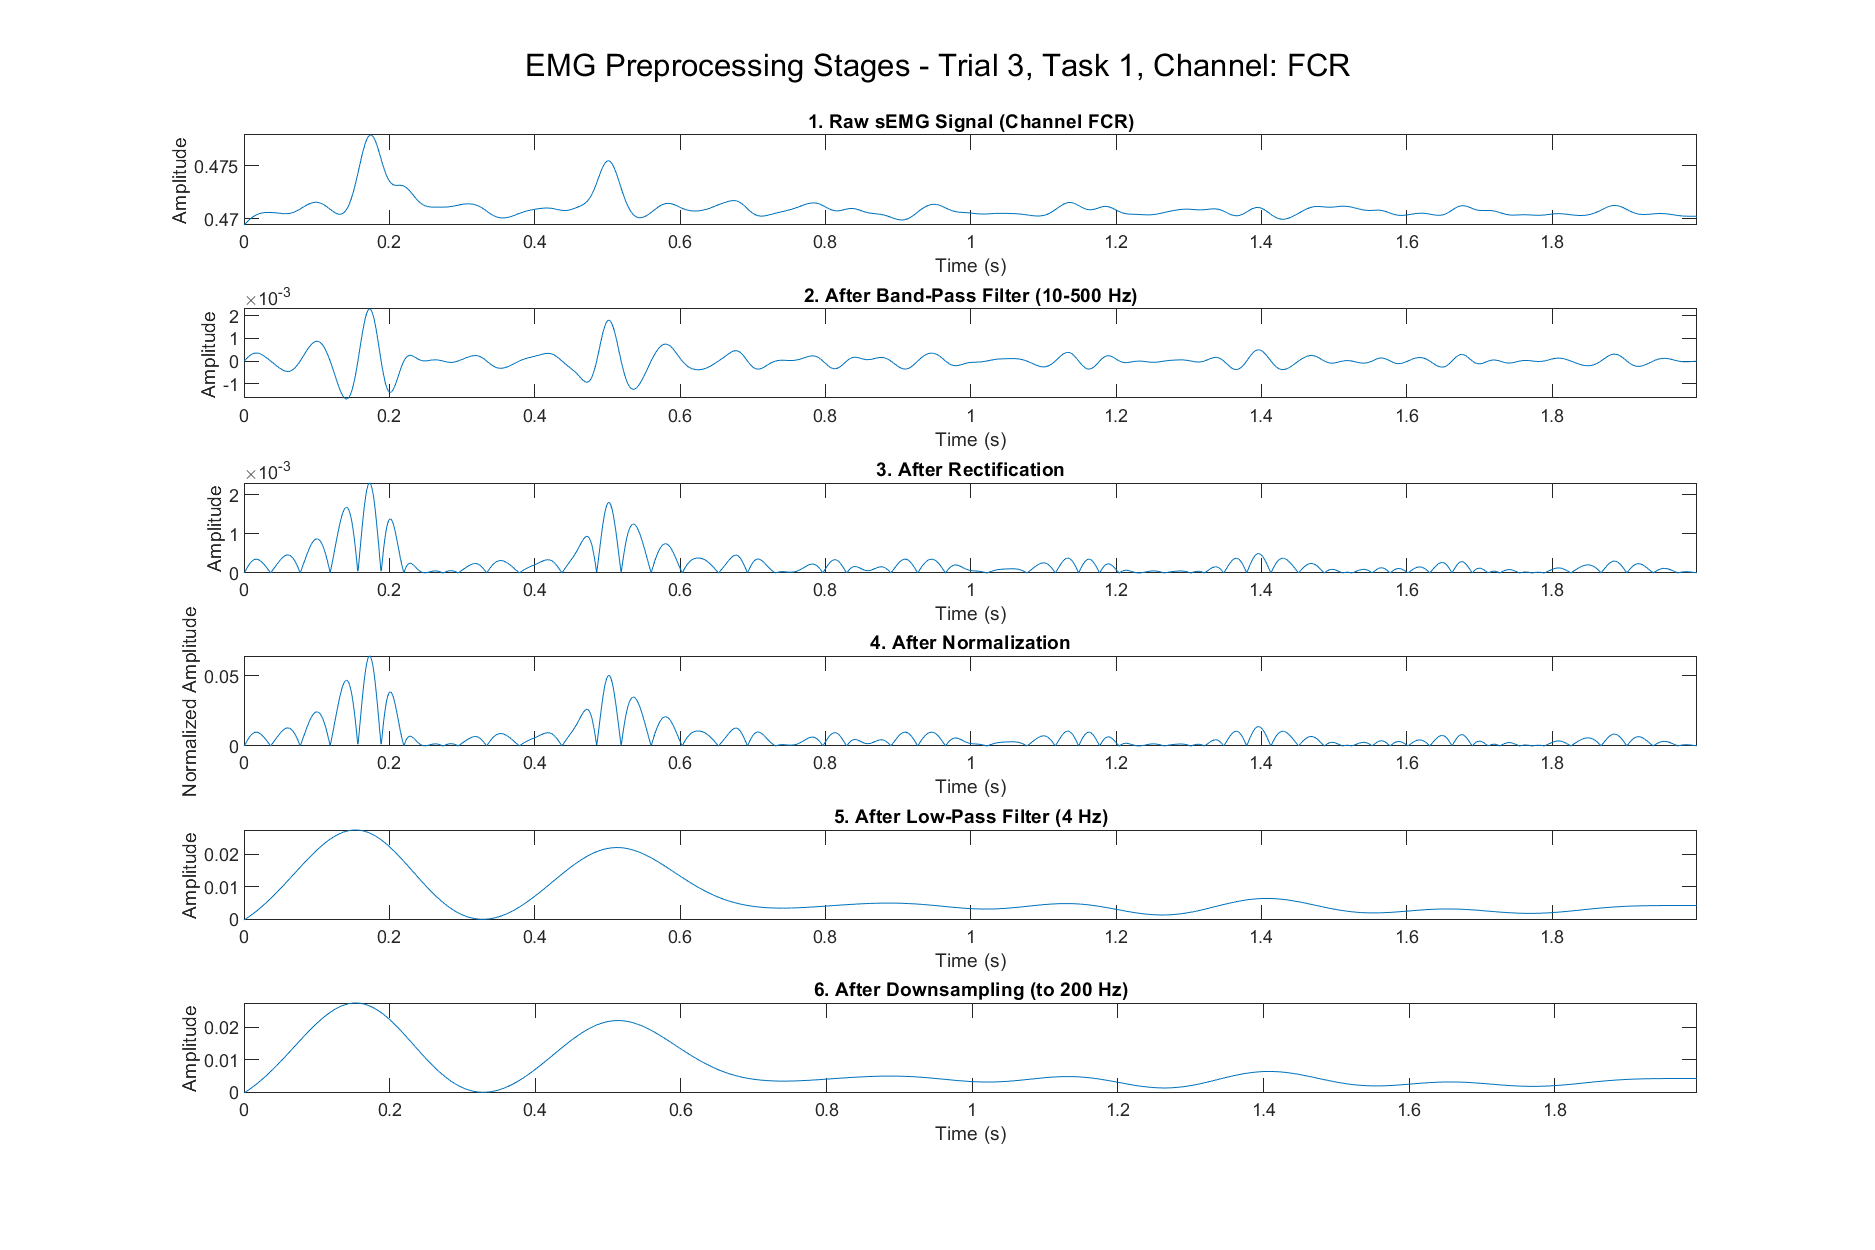 EMG Preprocessing Stages - Trial 3, Task 1, Channel: FCR
1. Raw sEMG Signal (Channel FCR)
Amplitude
0.475
0.47
0 0.2 0.4 0.6 0.8 1 1.2 1.4 1.6 1.8
Time (s)
×10⁻³
2. After Band-Pass Filter (10-500 Hz)
Amplitude
2
1
0
-1
0 0.2 0.4 0.6 0.8 1 1.2 1.4 1.6 1.8
Time (s)
×10⁻³
3. After Rectification
Amplitude
2
1
0
0 0.2 0.4 0.6 0.8 1 1.2 1.4 1.6 1.8
Time (s)
4. After Normalization
Normalized Amplitude
0.05
0
0 0.2 0.4 0.6 0.8 1 1.2 1.4 1.6 1.8
Time (s)
5. After Low-Pass Filter (4 Hz)
Amplitude
0.02
0.01
0
0 0.2 0.4 0.6 0.8 1 1.2 1.4 1.6 1.8
Time (s)
6. After Downsampling (to 200 Hz)
Amplitude
0.02
0.01
0
0 0.2 0.4 0.6 0.8 1 1.2 1.4 1.6 1.8
Time (s)